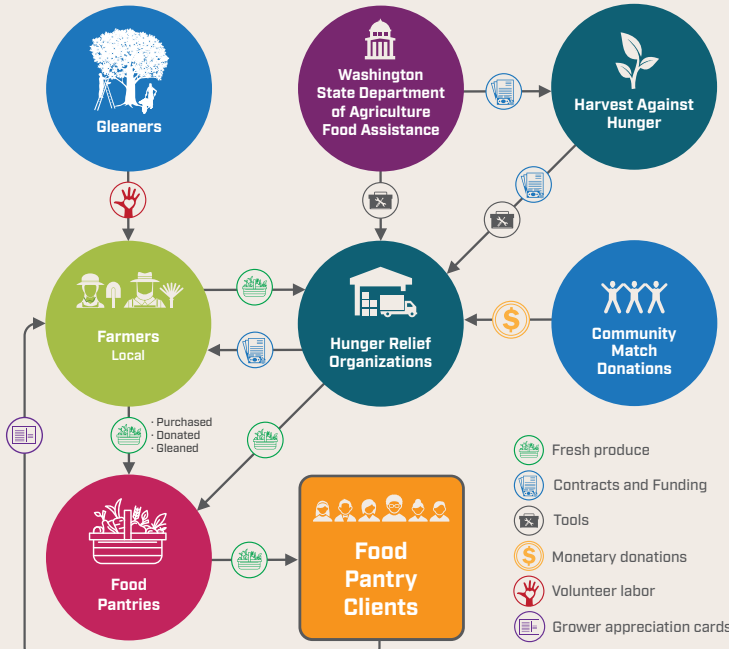 Gleaners
Washington
State Department
of Agriculture
Food Assistance
Harvest Against
Hunger
Farmers
Local
Hunger Relief
Organizations
$
Community
Match
Donations
· Purchased
· Donated
· Gleaned
Food
Pantries
Food
Pantry
Clients
Fresh produce
Contracts and Funding
Tools
$
Monetary donations
Volunteer labor
Grower appreciation cards